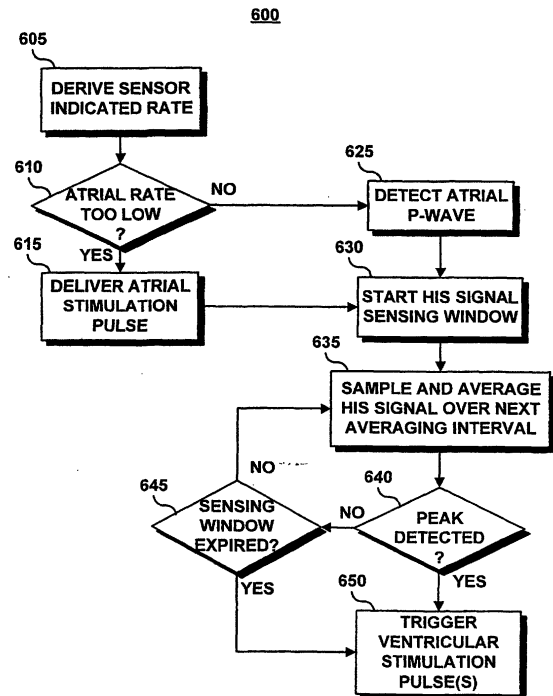 600
605
DERIVE SENSOR
INDICATED RATE
610
ATRIAL RATE
TOO LOW
?
NO
YES
615
DELIVER ATRIAL
STIMULATION
PULSE
625
DETECT ATRIAL
P-WAVE
630
START HIS SIGNAL
SENSING WINDOW
635
SAMPLE AND AVERAGE
HIS SIGNAL OVER NEXT
AVERAGING INTERVAL
640
PEAK
DETECTED
?
NO
YES
645
SENSING
WINDOW
EXPIRED?
NO
YES
650
TRIGGER
VENTRICULAR
STIMULATION
PULSE(S)